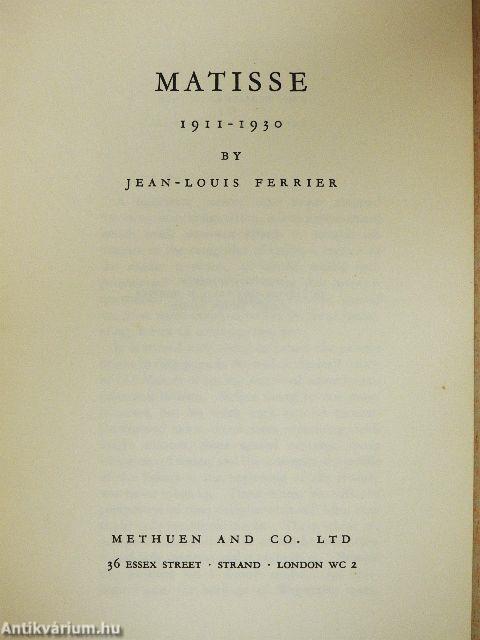 MATISSE
1911-1930
BY
JEAN-LOUIS FERRIER
METHUEN AND CO. LTD
36 ESSEX STREET · STRAND · LONDON WC 2
Antikvárium.hu